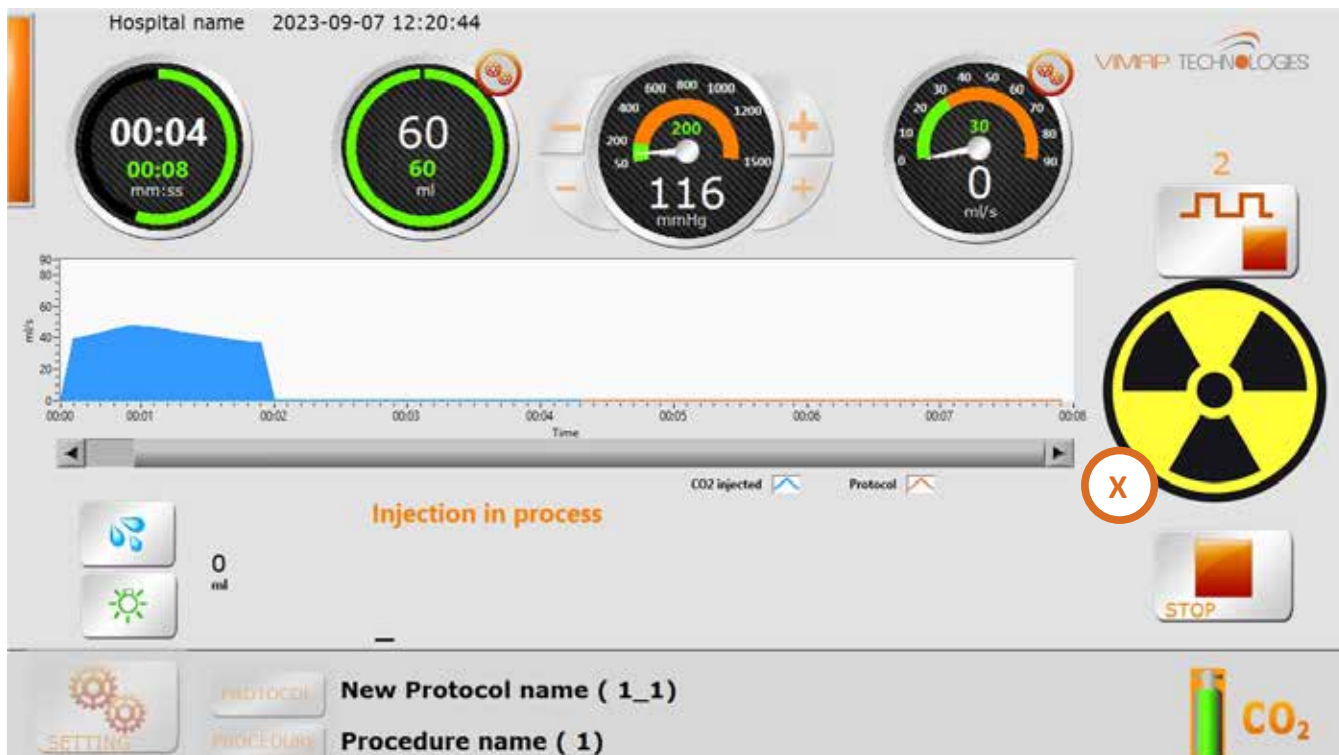 Hospital name 2023-09-07 12:20:44
VIMAP TECHNOLOGIES
00:04
00:08
mm:ss
60
60
ml
50 200 400 600 800 1000 1200 1500
200
116
mmHg
0 10 20 30 40 50 60 70 80 90
30
0
ml/s
2
90
80
60
40
20
0
ml/s
00:00 00:01 00:02 00:03 00:04 00:05 00:06 00:07 00:08
Time
CO2 injected Protocol
X
Injection in process
0
ml
STOP
SETTING
PROTOCOL New Protocol name ( 1_1)
PROCEDURE Procedure name ( 1)
CO₂